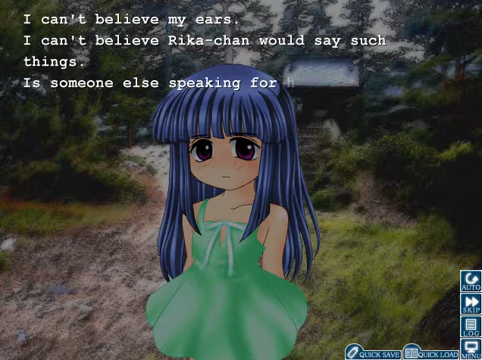 I can't believe my ears.
I can't believe Rika-chan would say such
things.
Is someone else speaking for h
AUTO
SKIP
LOG
QUICK SAVE
QUICK LOAD
MENU